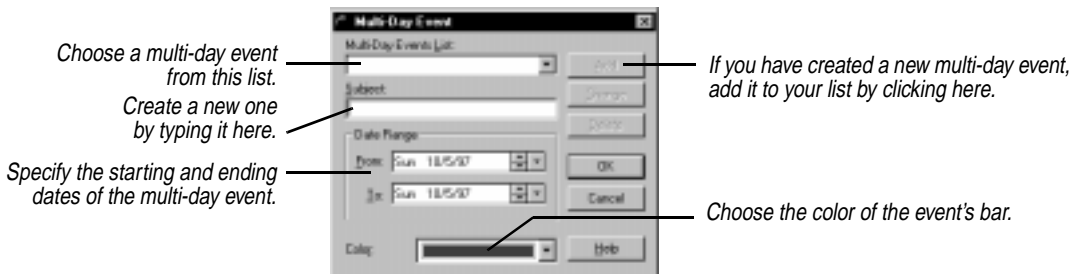 Multi-Day Event
Multi-Day Events List:
Choose a multi-day event
from this list.
Add
If you have created a new multi-day event,
add it to your list by clicking here.
Subject:
Create a new one
by typing it here.
Delete
Date Range
From: Sun 10/5/97
OK
Specify the starting and ending
dates of the multi-day event.
To: Sun 10/5/97
Cancel
Choose the color of the event's bar.
Color:
Help